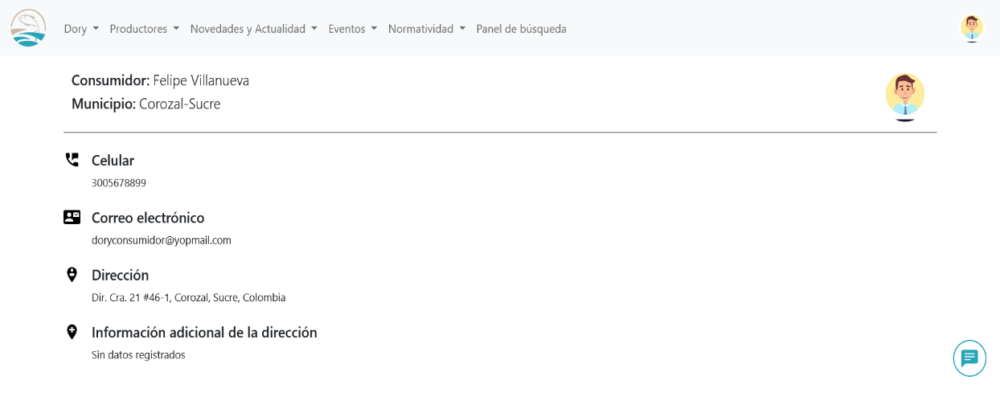 Dory Productores Novedades y Actualidad Eventos Normatividad Panel de búsqueda
Consumidor: Felipe Villanueva
Municipio: Corozal-Sucre
Celular
3005678899
Correo electrónico
doryconsumidor@yopmail.com
Dirección
Dir. Cra. 21 #46-1, Corozal, Sucre, Colombia
Información adicional de la dirección
Sin datos registrados